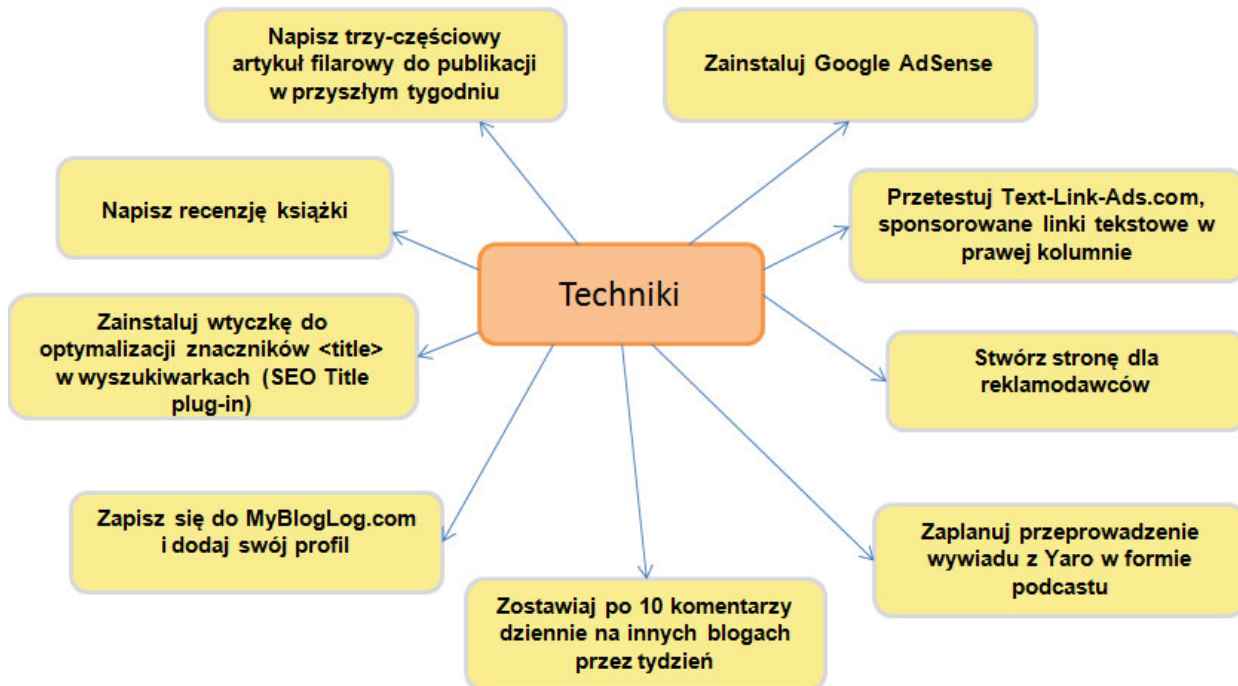 Napisz trzy-częściowy
artykuł filarowy do publikacji
w przyszłym tygodniu
Zainstaluj Google AdSense
Napisz recenzję książki
Przetestuj Text-Link-Ads.com,
sponsorowane linki tekstowe w
prawej kolumnie
Techniki
Zainstaluj wtyczkę do
optymalizacji znaczników <title>
w wyszukiwarkach (SEO Title
plug-in)
Stwórz stronę dla
reklamodawców
Zapisz się do MyBlogLog.com
i dodaj swój profil
Zaplanuj przeprowadzenie
wywiadu z Yaro w formie
podcastu
Zostawiaj po 10 komentarzy
dziennie na innych blogach
przez tydzień